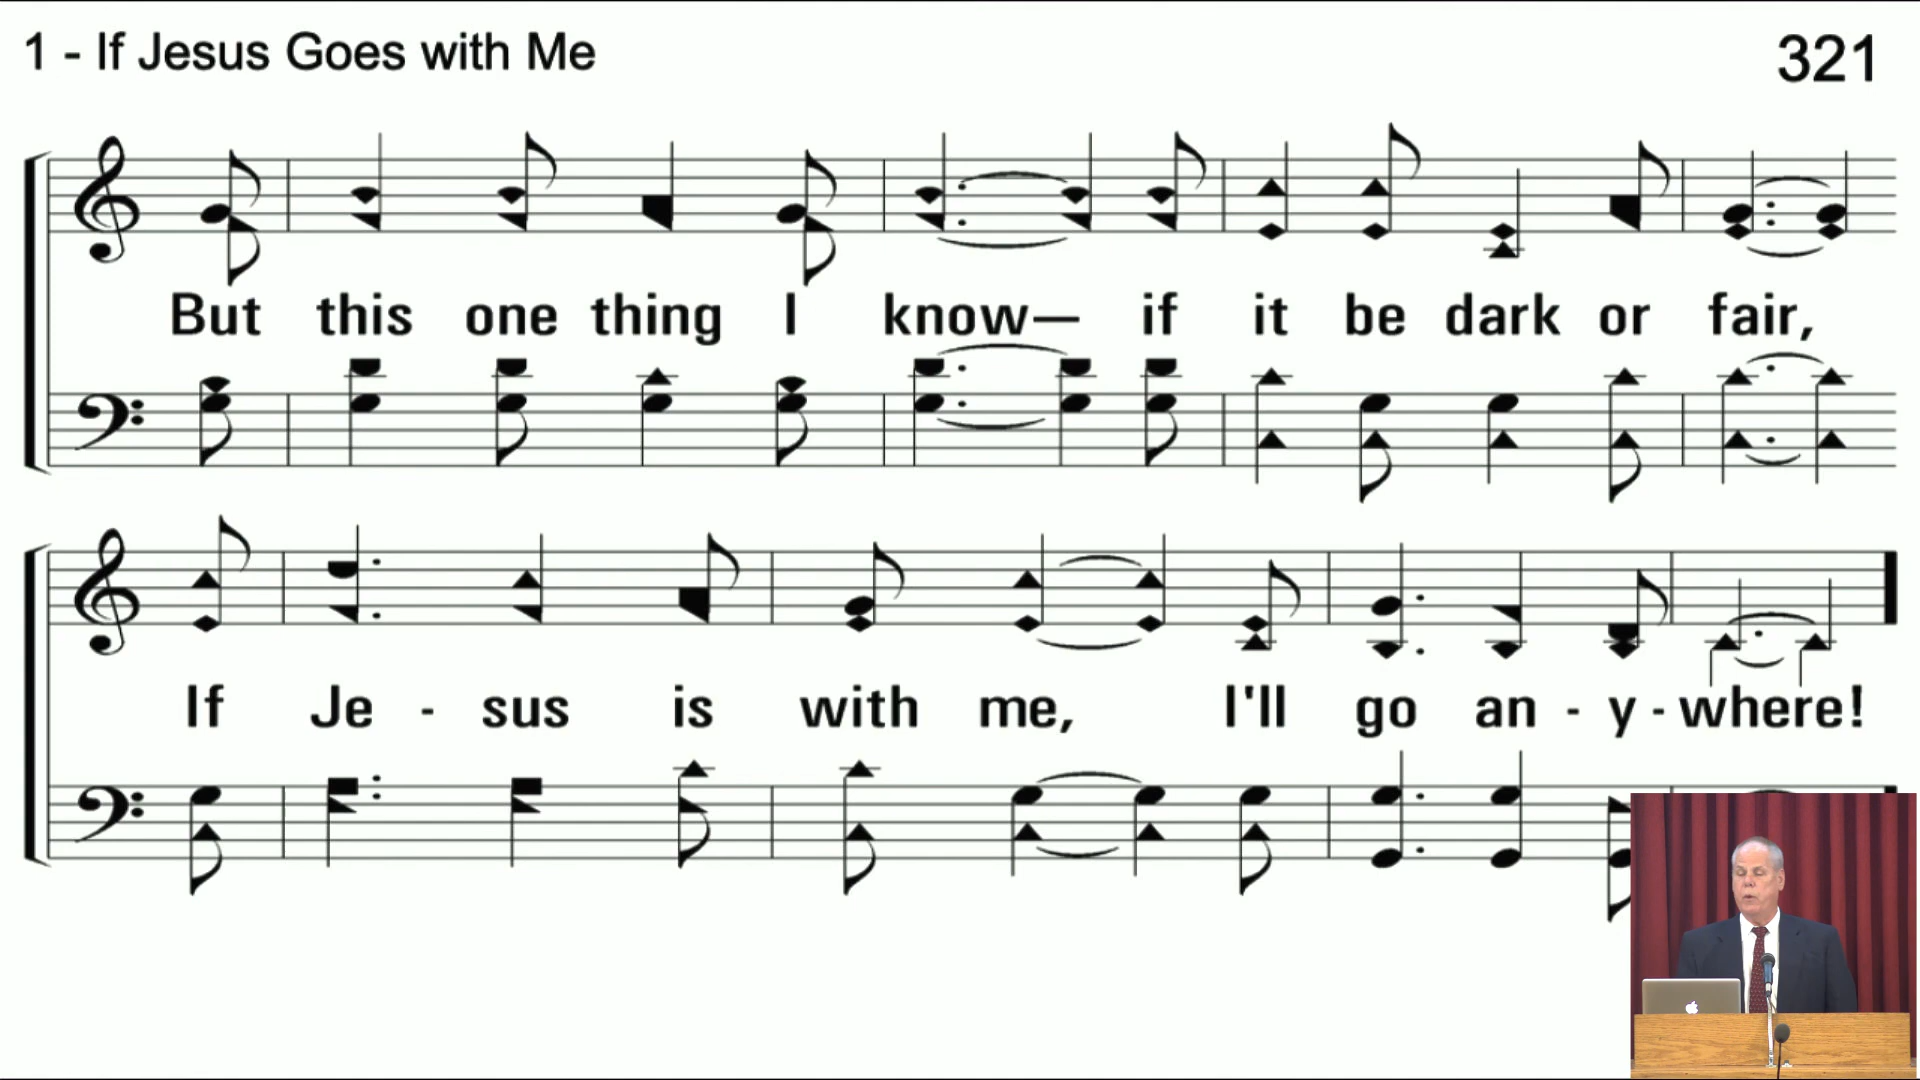 1 - If Jesus Goes with Me
321
But this one thing I know— if it be dark or fair,
If Je - sus is with me, I'll go an - y - where!